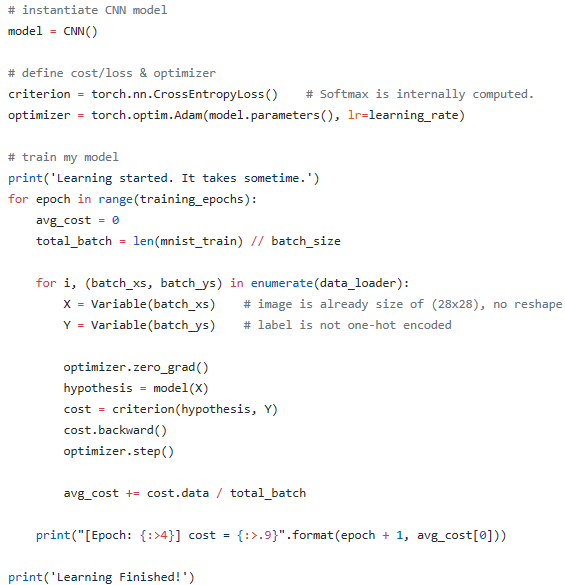 # instantiate CNN model
model = CNN()
# define cost/loss & optimizer
criterion = torch.nn.CrossEntropyLoss()    # Softmax is internally computed.
optimizer = torch.optim.Adam(model.parameters(), lr=learning_rate)
# train my model
print('Learning started. It takes sometime.')
for epoch in range(training_epochs):
    avg_cost = 0
    total_batch = len(mnist_train) // batch_size
    for i, (batch_xs, batch_ys) in enumerate(data_loader):
        X = Variable(batch_xs)    # image is already size of (28x28), no reshape
        Y = Variable(batch_ys)    # label is not one-hot encoded
        optimizer.zero_grad()
        hypothesis = model(X)
        cost = criterion(hypothesis, Y)
        cost.backward()
        optimizer.step()
        avg_cost += cost.data / total_batch
    print("[Epoch: {:>4}] cost = {:>.9}".format(epoch + 1, avg_cost[0]))
print('Learning Finished!')